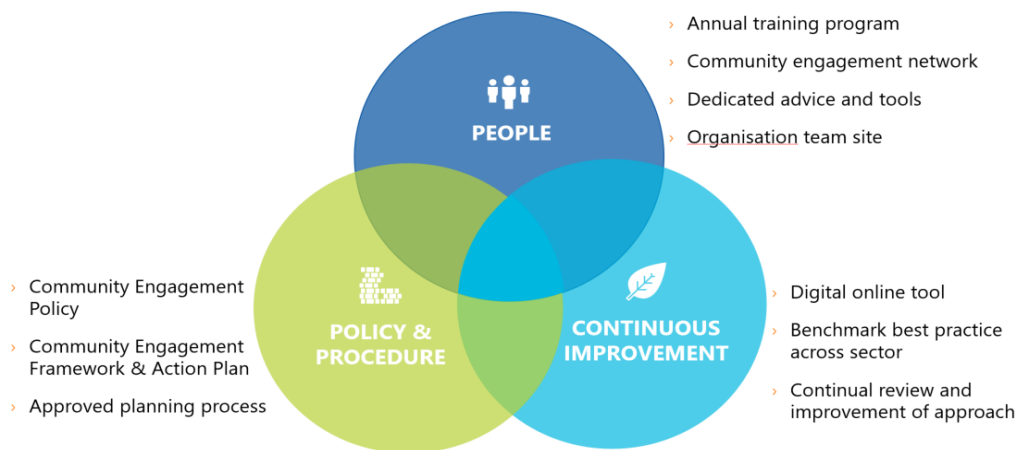 Annual training program
Community engagement network
Dedicated advice and tools
Organisation team site
PEOPLE
Community Engagement
Policy
Community Engagement
Framework & Action Plan
Approved planning process
POLICY &
PROCEDURE
CONTINUOUS
IMPROVEMENT
Digital online tool
Benchmark best practice
across sector
Continual review and
improvement of approach